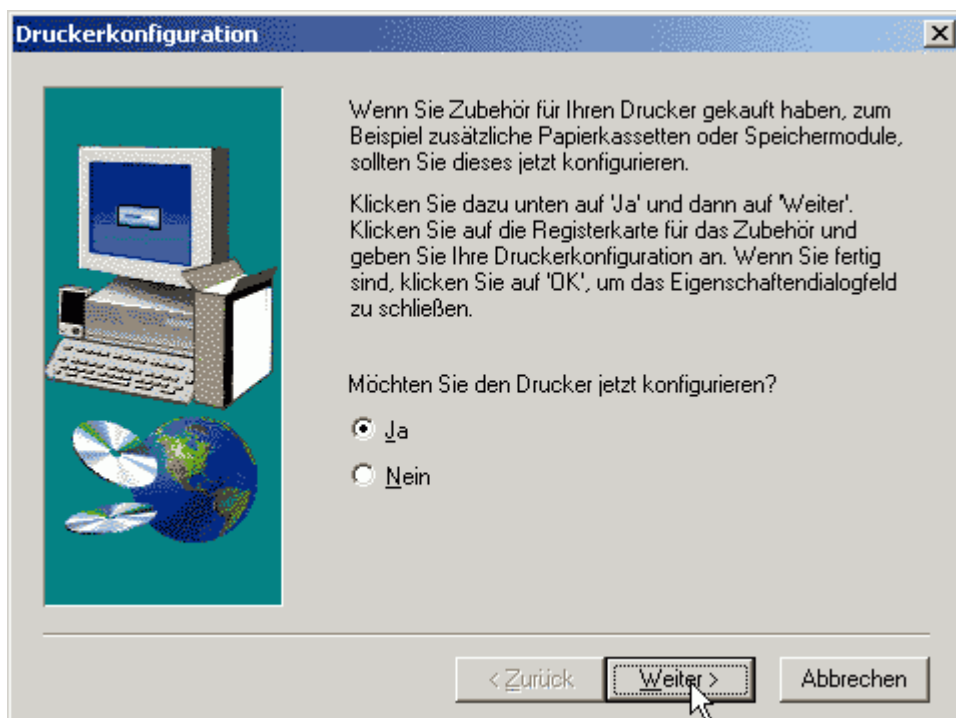 Druckerkonfiguration
Wenn Sie Zubehör für Ihren Drucker gekauft haben, zum
Beispiel zusätzliche Papierkassetten oder Speichermodule,
sollten Sie dieses jetzt konfigurieren.
Klicken Sie dazu unten auf 'Ja' und dann auf 'Weiter'.
Klicken Sie auf die Registerkarte für das Zubehör und
geben Sie Ihre Druckerkonfiguration an. Wenn Sie fertig
sind, klicken Sie auf 'OK', um das Eigenschaftendialogfeld
zu schließen.
Möchten Sie den Drucker jetzt konfigurieren?
Ja
Nein
< Zurück
Weiter >
Abbrechen